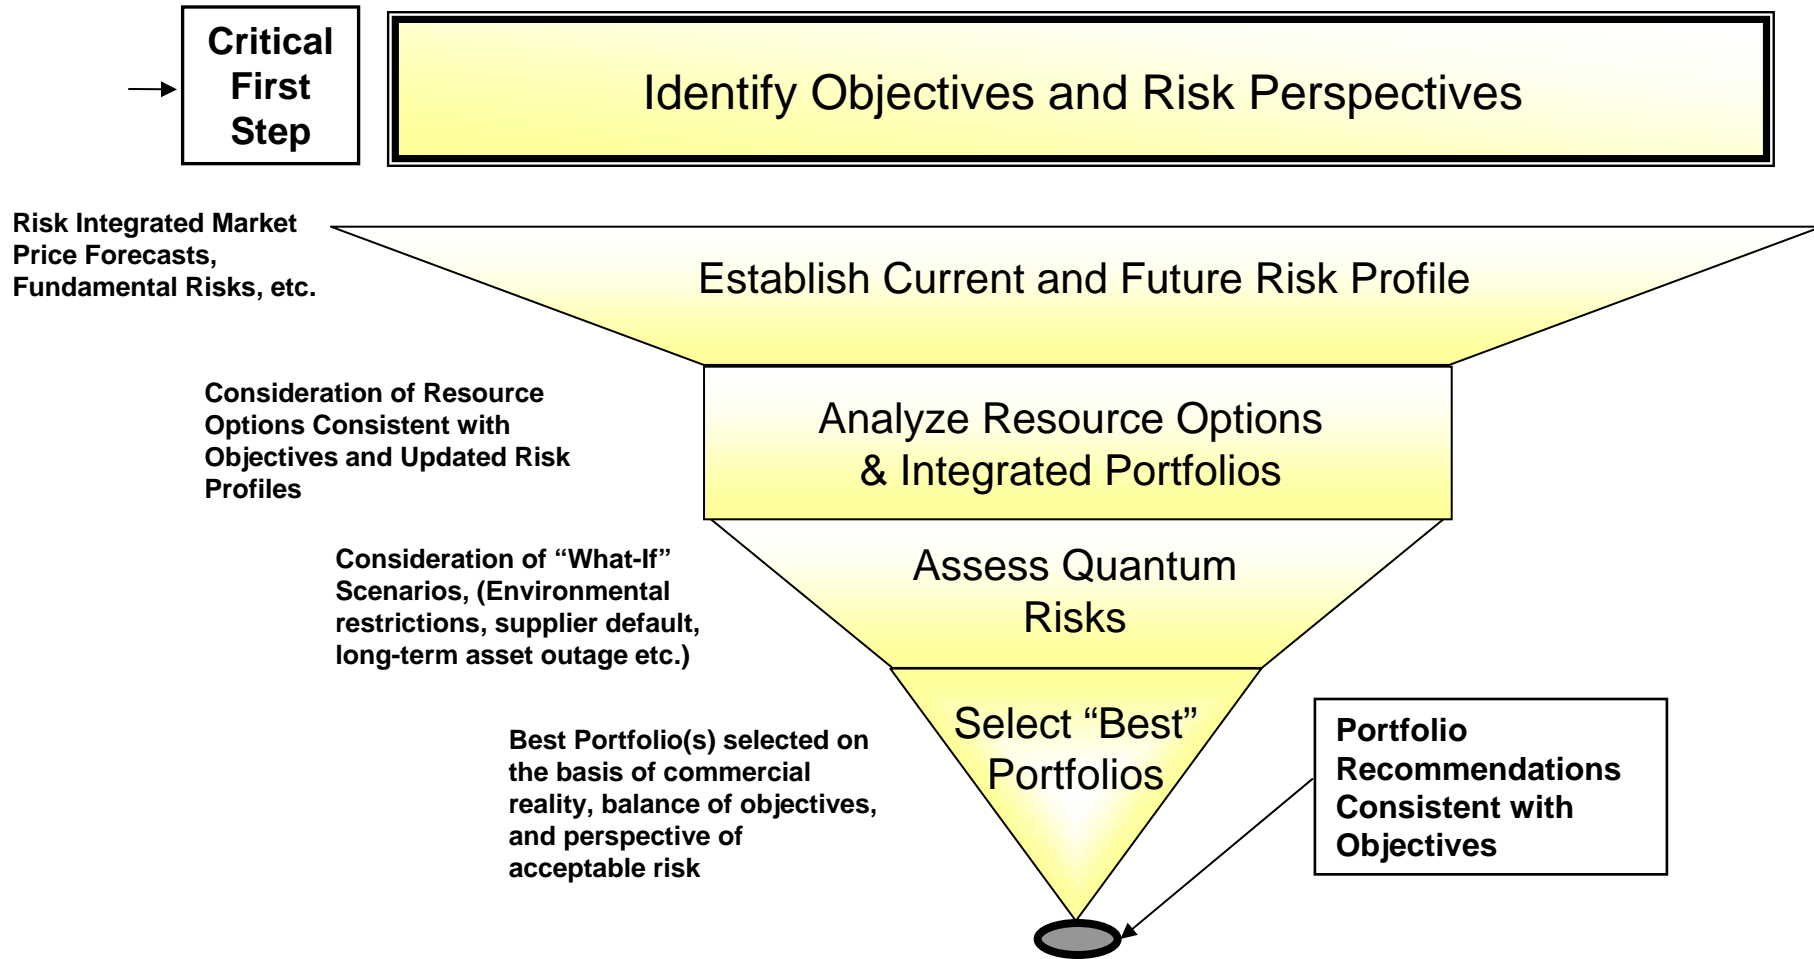 Critical
First
Step
Identify Objectives and Risk Perspectives
Risk Integrated Market
Price Forecasts,
Fundamental Risks, etc.
Establish Current and Future Risk Profile
Consideration of Resource
Options Consistent with
Objectives and Updated Risk
Profiles
Analyze Resource Options
& Integrated Portfolios
Consideration of “What-If”
Scenarios, (Environmental
restrictions, supplier default,
long-term asset outage etc.)
Assess Quantum
Risks
Best Portfolio(s) selected on
the basis of commercial
reality, balance of objectives,
and perspective of
acceptable risk
Select “Best”
Portfolios
Portfolio
Recommendations
Consistent with
Objectives